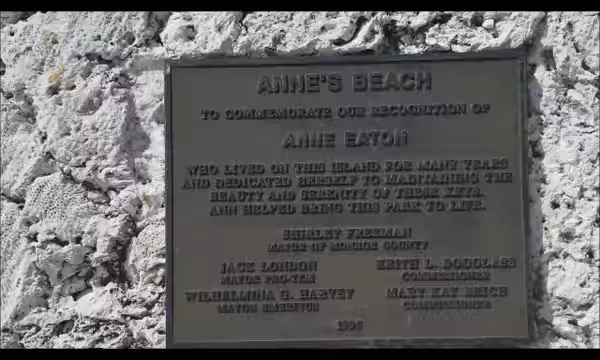 ANNE'S BEACH
TO COMMEMORATE OUR RECOGNITION OF
ANNE EATON
WHO LIVED ON THIS ISLAND FOR MANY YEARS
AND DEDICATED HERSELF TO MAINTAINING THE
BEAUTY AND SERENITY OF THESE KEYS.
ANN HELPED BRING THIS PARK TO LIFE.
SHIRLEY FREEMAN
MAYOR OF MONROE COUNTY
JACK LONDON KEITH L. DOUGLASS
MAYOR PRO-TEM COMMISSIONER
WILHELMINA G. HARVEY MARY KAY REICH
MAYOR EMERITUS COMMISSIONER